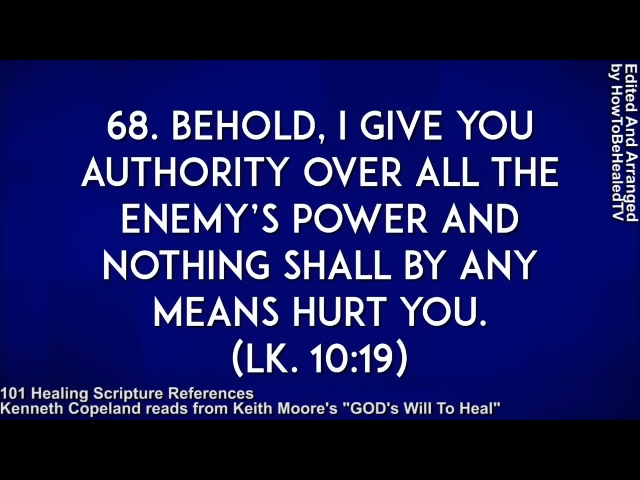 68. BEHOLD, I GIVE YOU
AUTHORITY OVER ALL THE
ENEMY'S POWER AND
NOTHING SHALL BY ANY
MEANS HURT YOU.
(LK. 10:19)
101 Healing Scripture References
Kenneth Copeland reads from Keith Moore's "GOD's Will To Heal"
Edited And Arranged
by HowToBeHealedTV